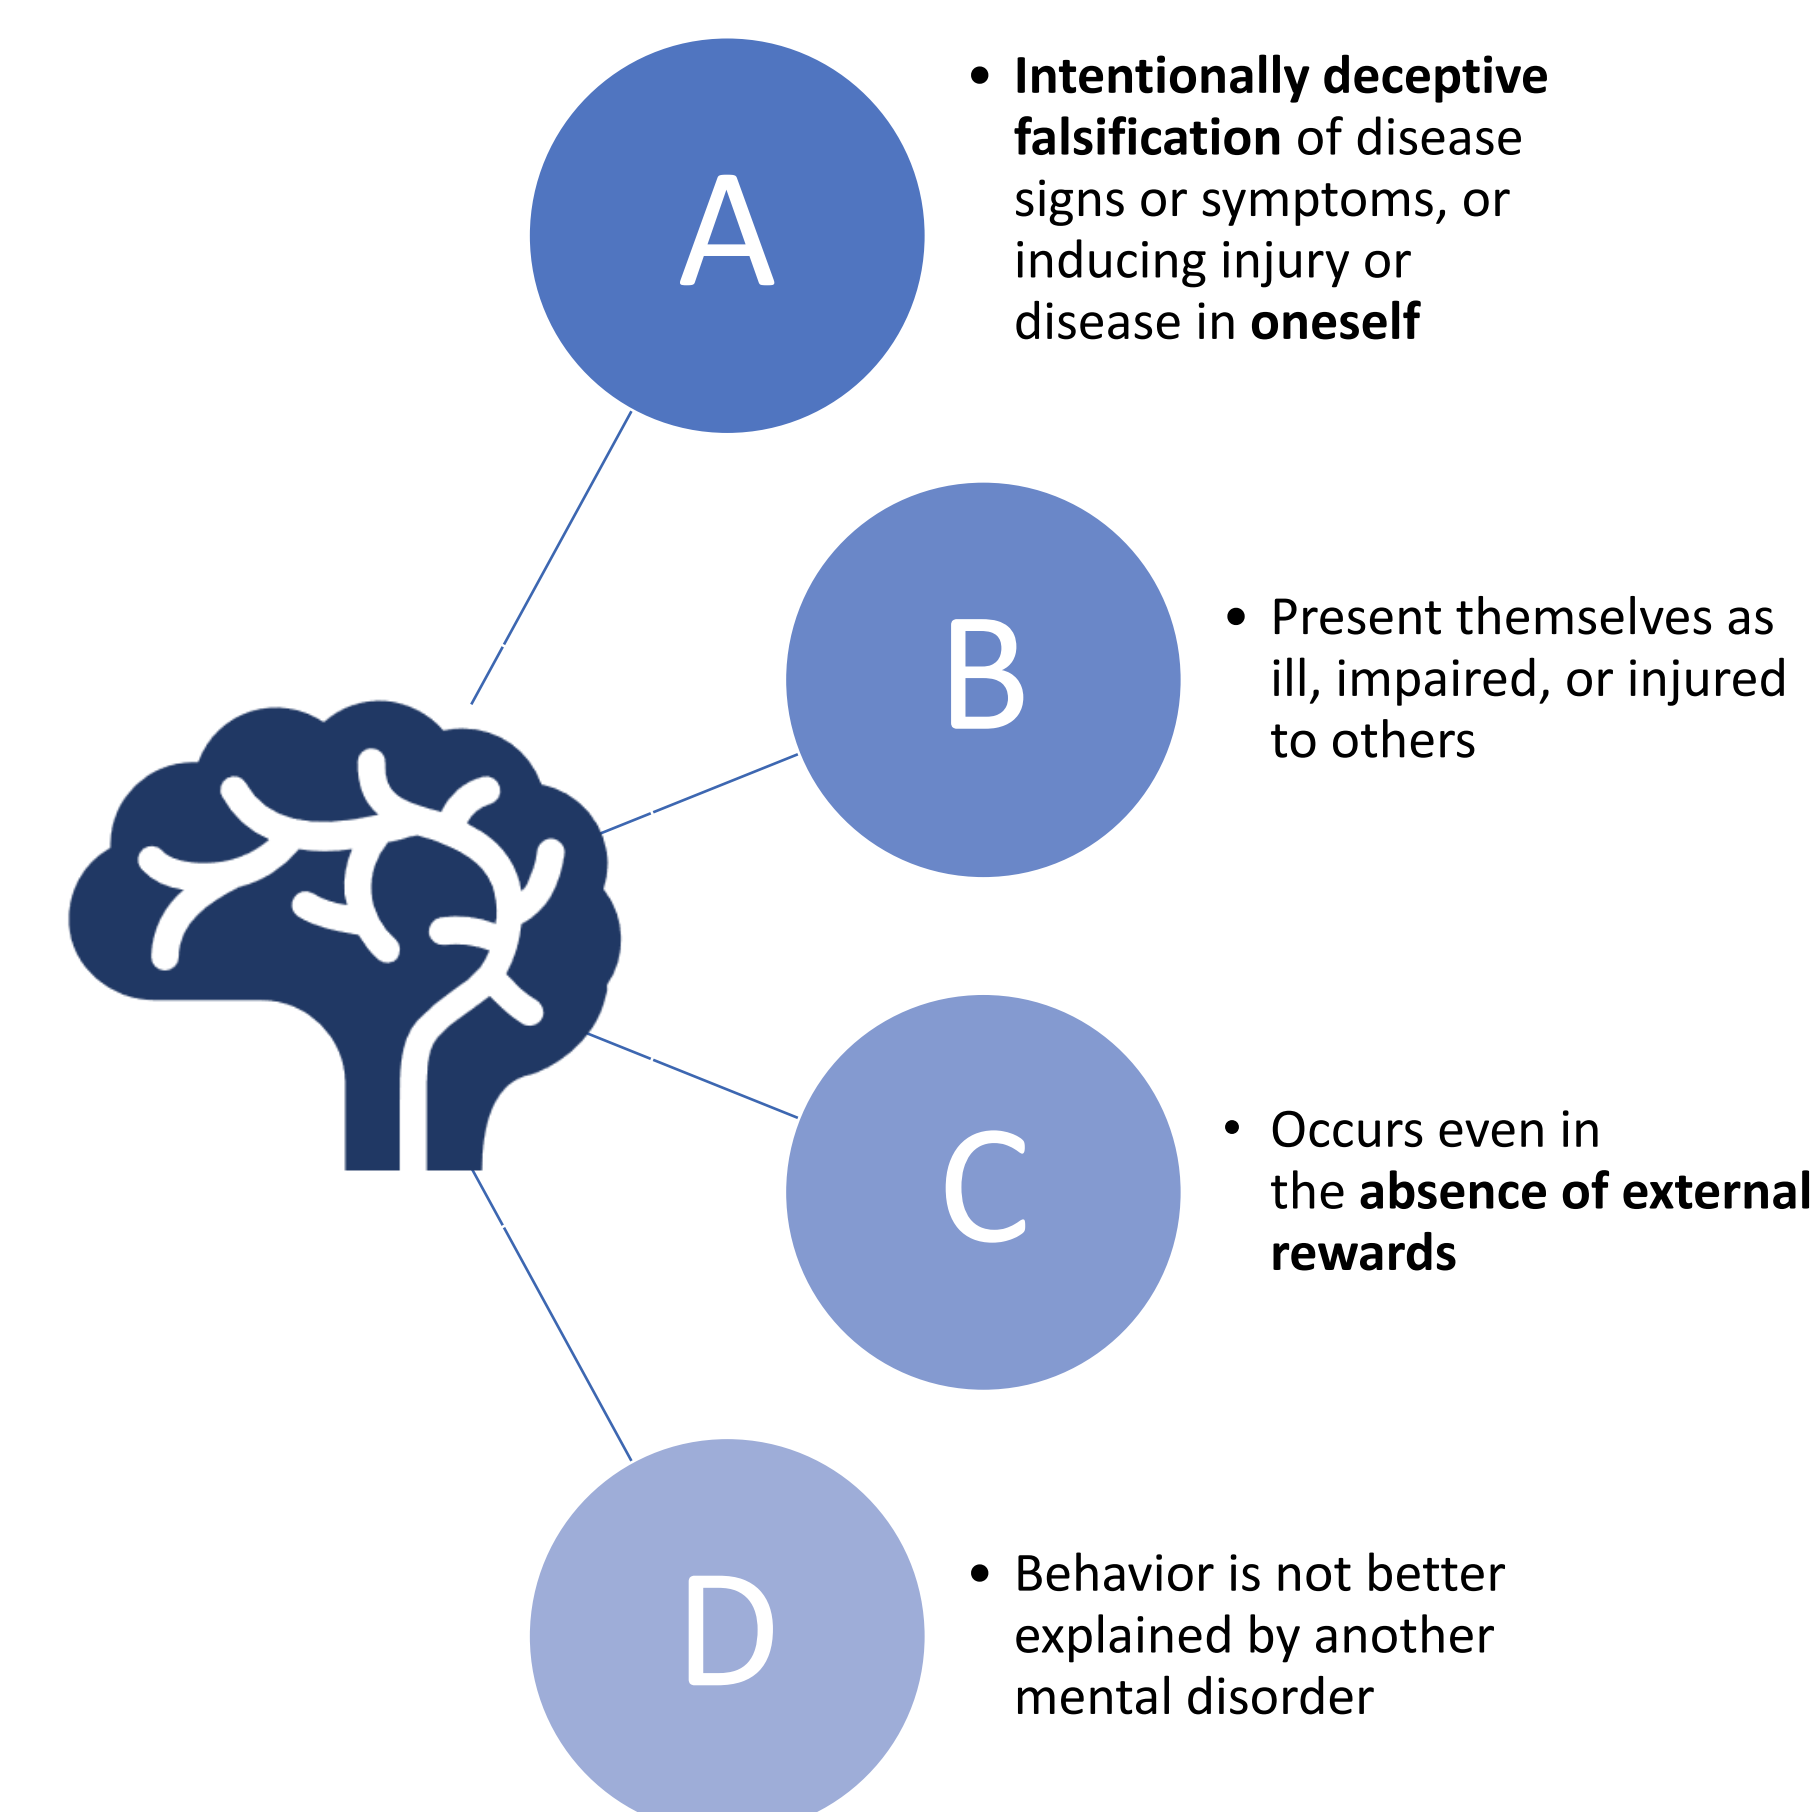 A
• Intentionally deceptive
falsification of disease
signs or symptoms, or
inducing injury or
disease in oneself
B
• Present themselves as
ill, impaired, or injured
to others
C
• Occurs even in
the absence of external
rewards
D
• Behavior is not better
explained by another
mental disorder